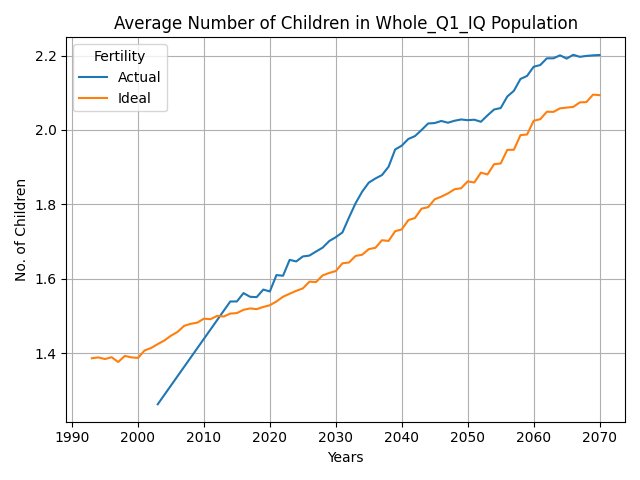 Average Number of Children in Whole_Q1_IQ Population
Fertility
Actual
Ideal
No. of Children
2.2
2.0
1.8
1.6
1.4
1990 2000 2010 2020 2030 2040 2050 2060 2070
Years